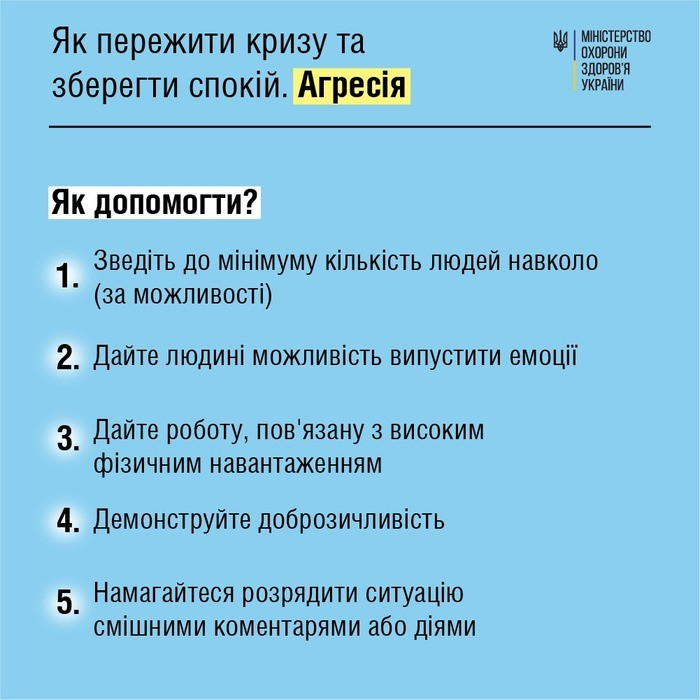 Як пережити кризу та
зберегти спокій. Агресія
МІНІСТЕРСТВО
ОХОРОНИ
ЗДОРОВ'Я
УКРАЇНИ
Як допомогти?
1. Зведіть до мінімуму кількість людей навколо
(за можливості)
2. Дайте людині можливість випустити емоції
3. Дайте роботу, пов'язану з високим
фізичним навантаженням
4. Демонструйте доброзичливість
5. Намагайтеся розрядити ситуацію
смішними коментарями або діями